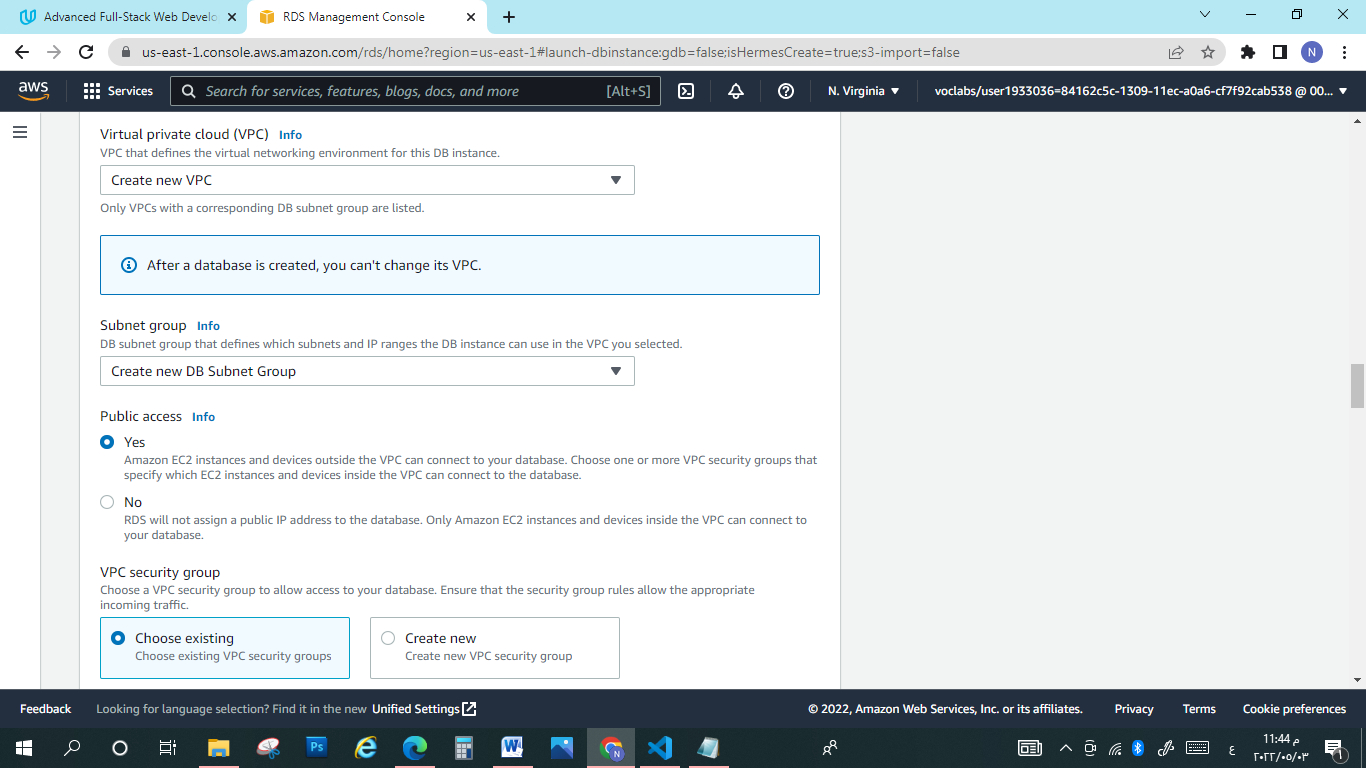 Advanced Full-Stack Web Develo
RDS Management Console
us-east-1.console.aws.amazon.com/rds/home?region=us-east-1#launch-dbinstance:gdb=false;isHermesCreate=true;s3-import=false
N
aws
Services
Search for services, features, blogs, docs, and more
[Alt+S]
N. Virginia
voclabs/user1933036=84162c5c-1309-11ec-a0a6-cf7f92cab538 @ 00...
Virtual private cloud (VPC) Info
VPC that defines the virtual networking environment for this DB instance.
Create new VPC
Only VPCs with a corresponding DB subnet group are listed.
After a database is created, you can't change its VPC.
Subnet group Info
DB subnet group that defines which subnets and IP ranges the DB instance can use in the VPC you selected.
Create new DB Subnet Group
Public access Info
Yes
Amazon EC2 instances and devices outside the VPC can connect to your database. Choose one or more VPC security groups that
specify which EC2 instances and devices inside the VPC can connect to the database.
No
RDS will not assign a public IP address to the database. Only Amazon EC2 instances and devices inside the VPC can connect to
your database.
VPC security group
Choose a VPC security group to allow access to your database. Ensure that the security group rules allow the appropriate
incoming traffic.
Choose existing
Choose existing VPC security groups
Create new
Create new VPC security group
Feedback
Looking for language selection? Find it in the new Unified Settings
© 2022, Amazon Web Services, Inc. or its affiliates.
Privacy
Terms
Cookie preferences
Ps
W
N
ع
11:44 م
٢٠٢٢/٠٥/٠٣
1